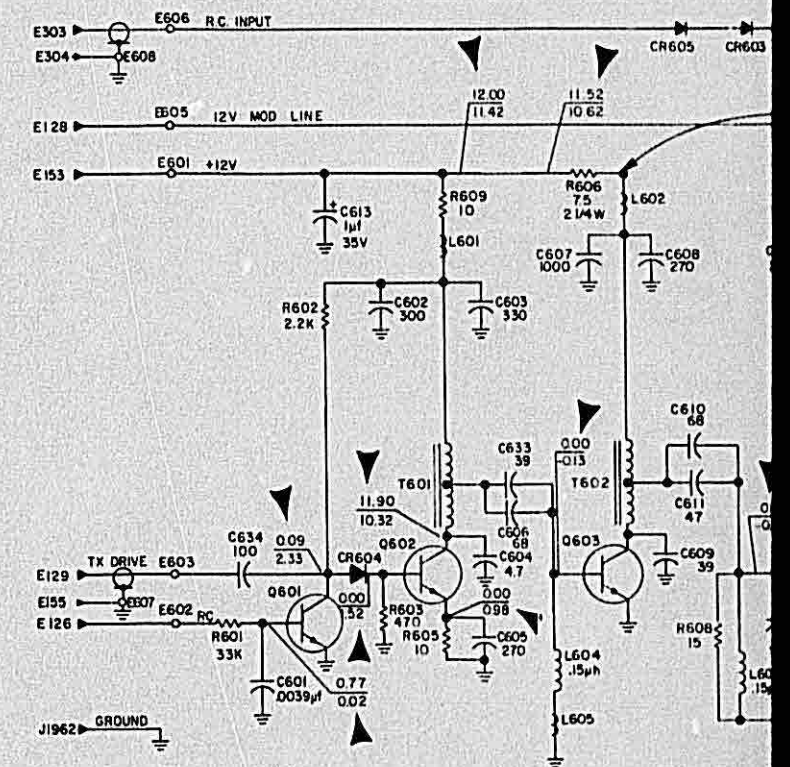 E303 E606 R.C. INPUT
E304 E608
CR605 CR603
12.00
11.42
11.52
10.62
E128 E605 12V MOD LINE
E153 E601 +12V
R609
10
R606
7.5
2 1/4W
L602
C613
1µf
35V
L601
C607
1000
C608
270
R602
2.2K
C602
300
C603
330
C610
68
C633
39
0.00
-0.13
T601
T602
11.90
10.32
C611
47
C606
68
C634
100
0.09
2.33
Q602
Q603
C604
4.7
C609
39
E129 TX DRIVE E603
CR604
Q601
E155 E607
0.00
.52
R603
470
0.00
0.98
E126 E602 RC
R601
33K
R605
10
C605
270
R608
15
L604
.15µh
C601
.0039µf
0.77
0.02
L605
J1962 GROUND